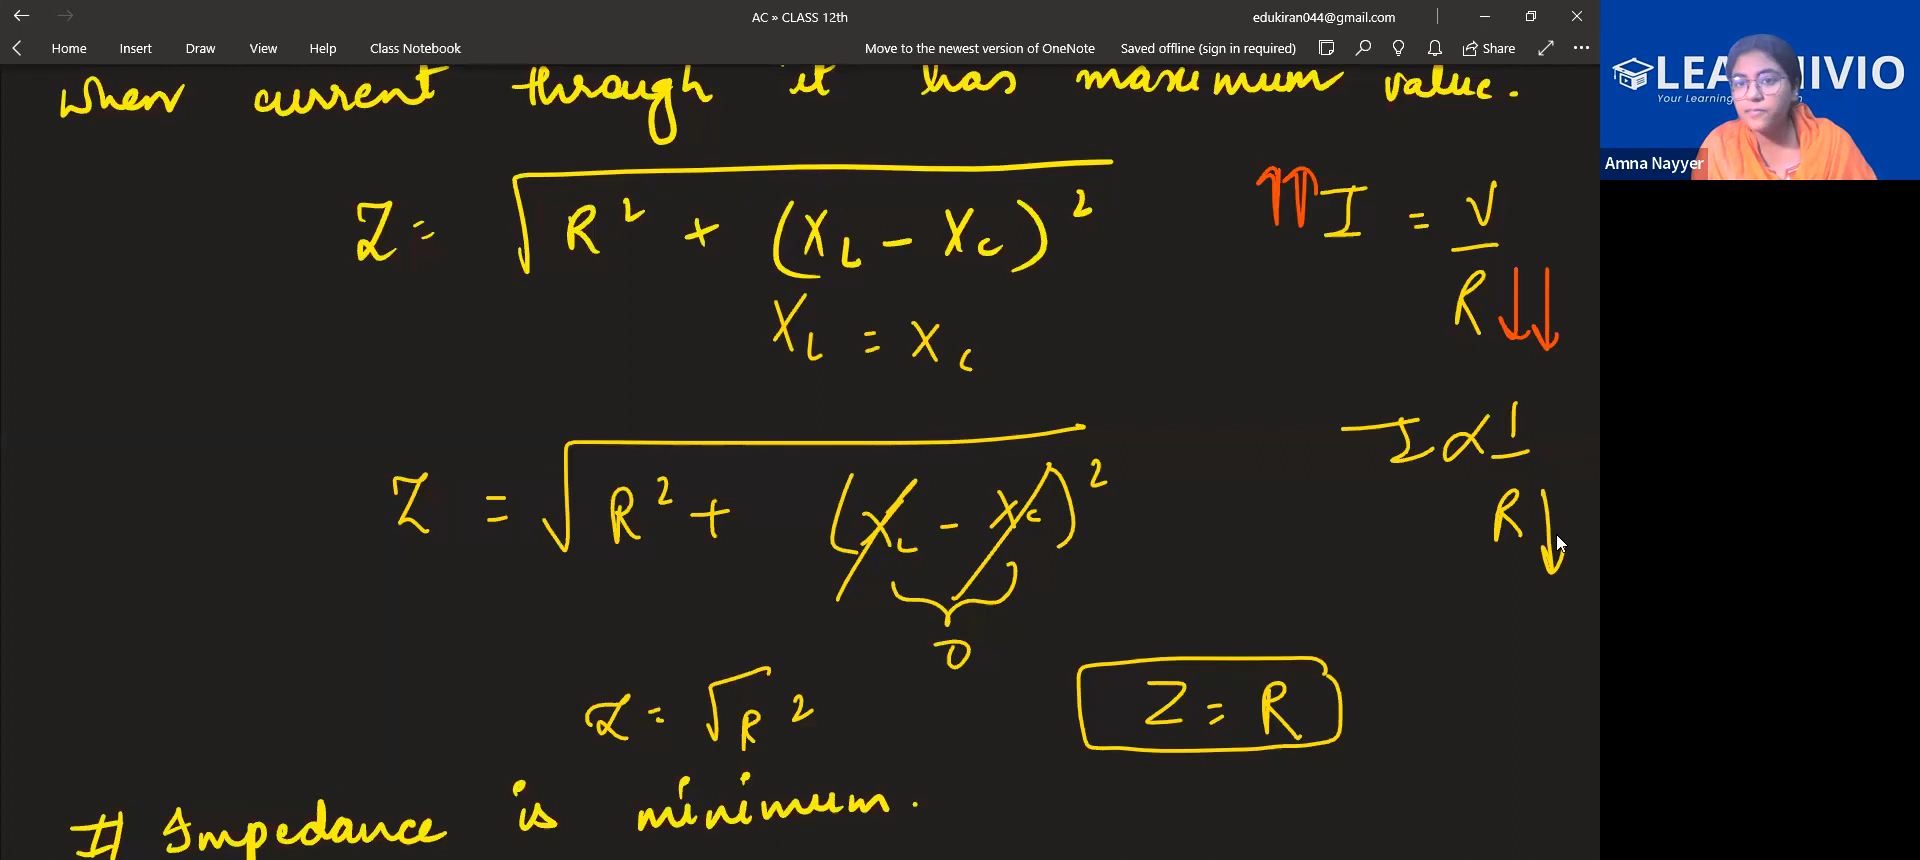 AC » CLASS 12th
edukiran044@gmail.com
Home Insert Draw View Help Class Notebook
Move to the newest version of OneNote Saved offline (sign in required) Share
Your Learning
Amna Nayyer
when current through it has maximum value.
Z = √R² + (XL - XC)²
XL = XC
I = V/R
I α 1/R
Z = √R² + (XL - XC)²
0
Z = √R²
Z = R
If Impedance is minimum.